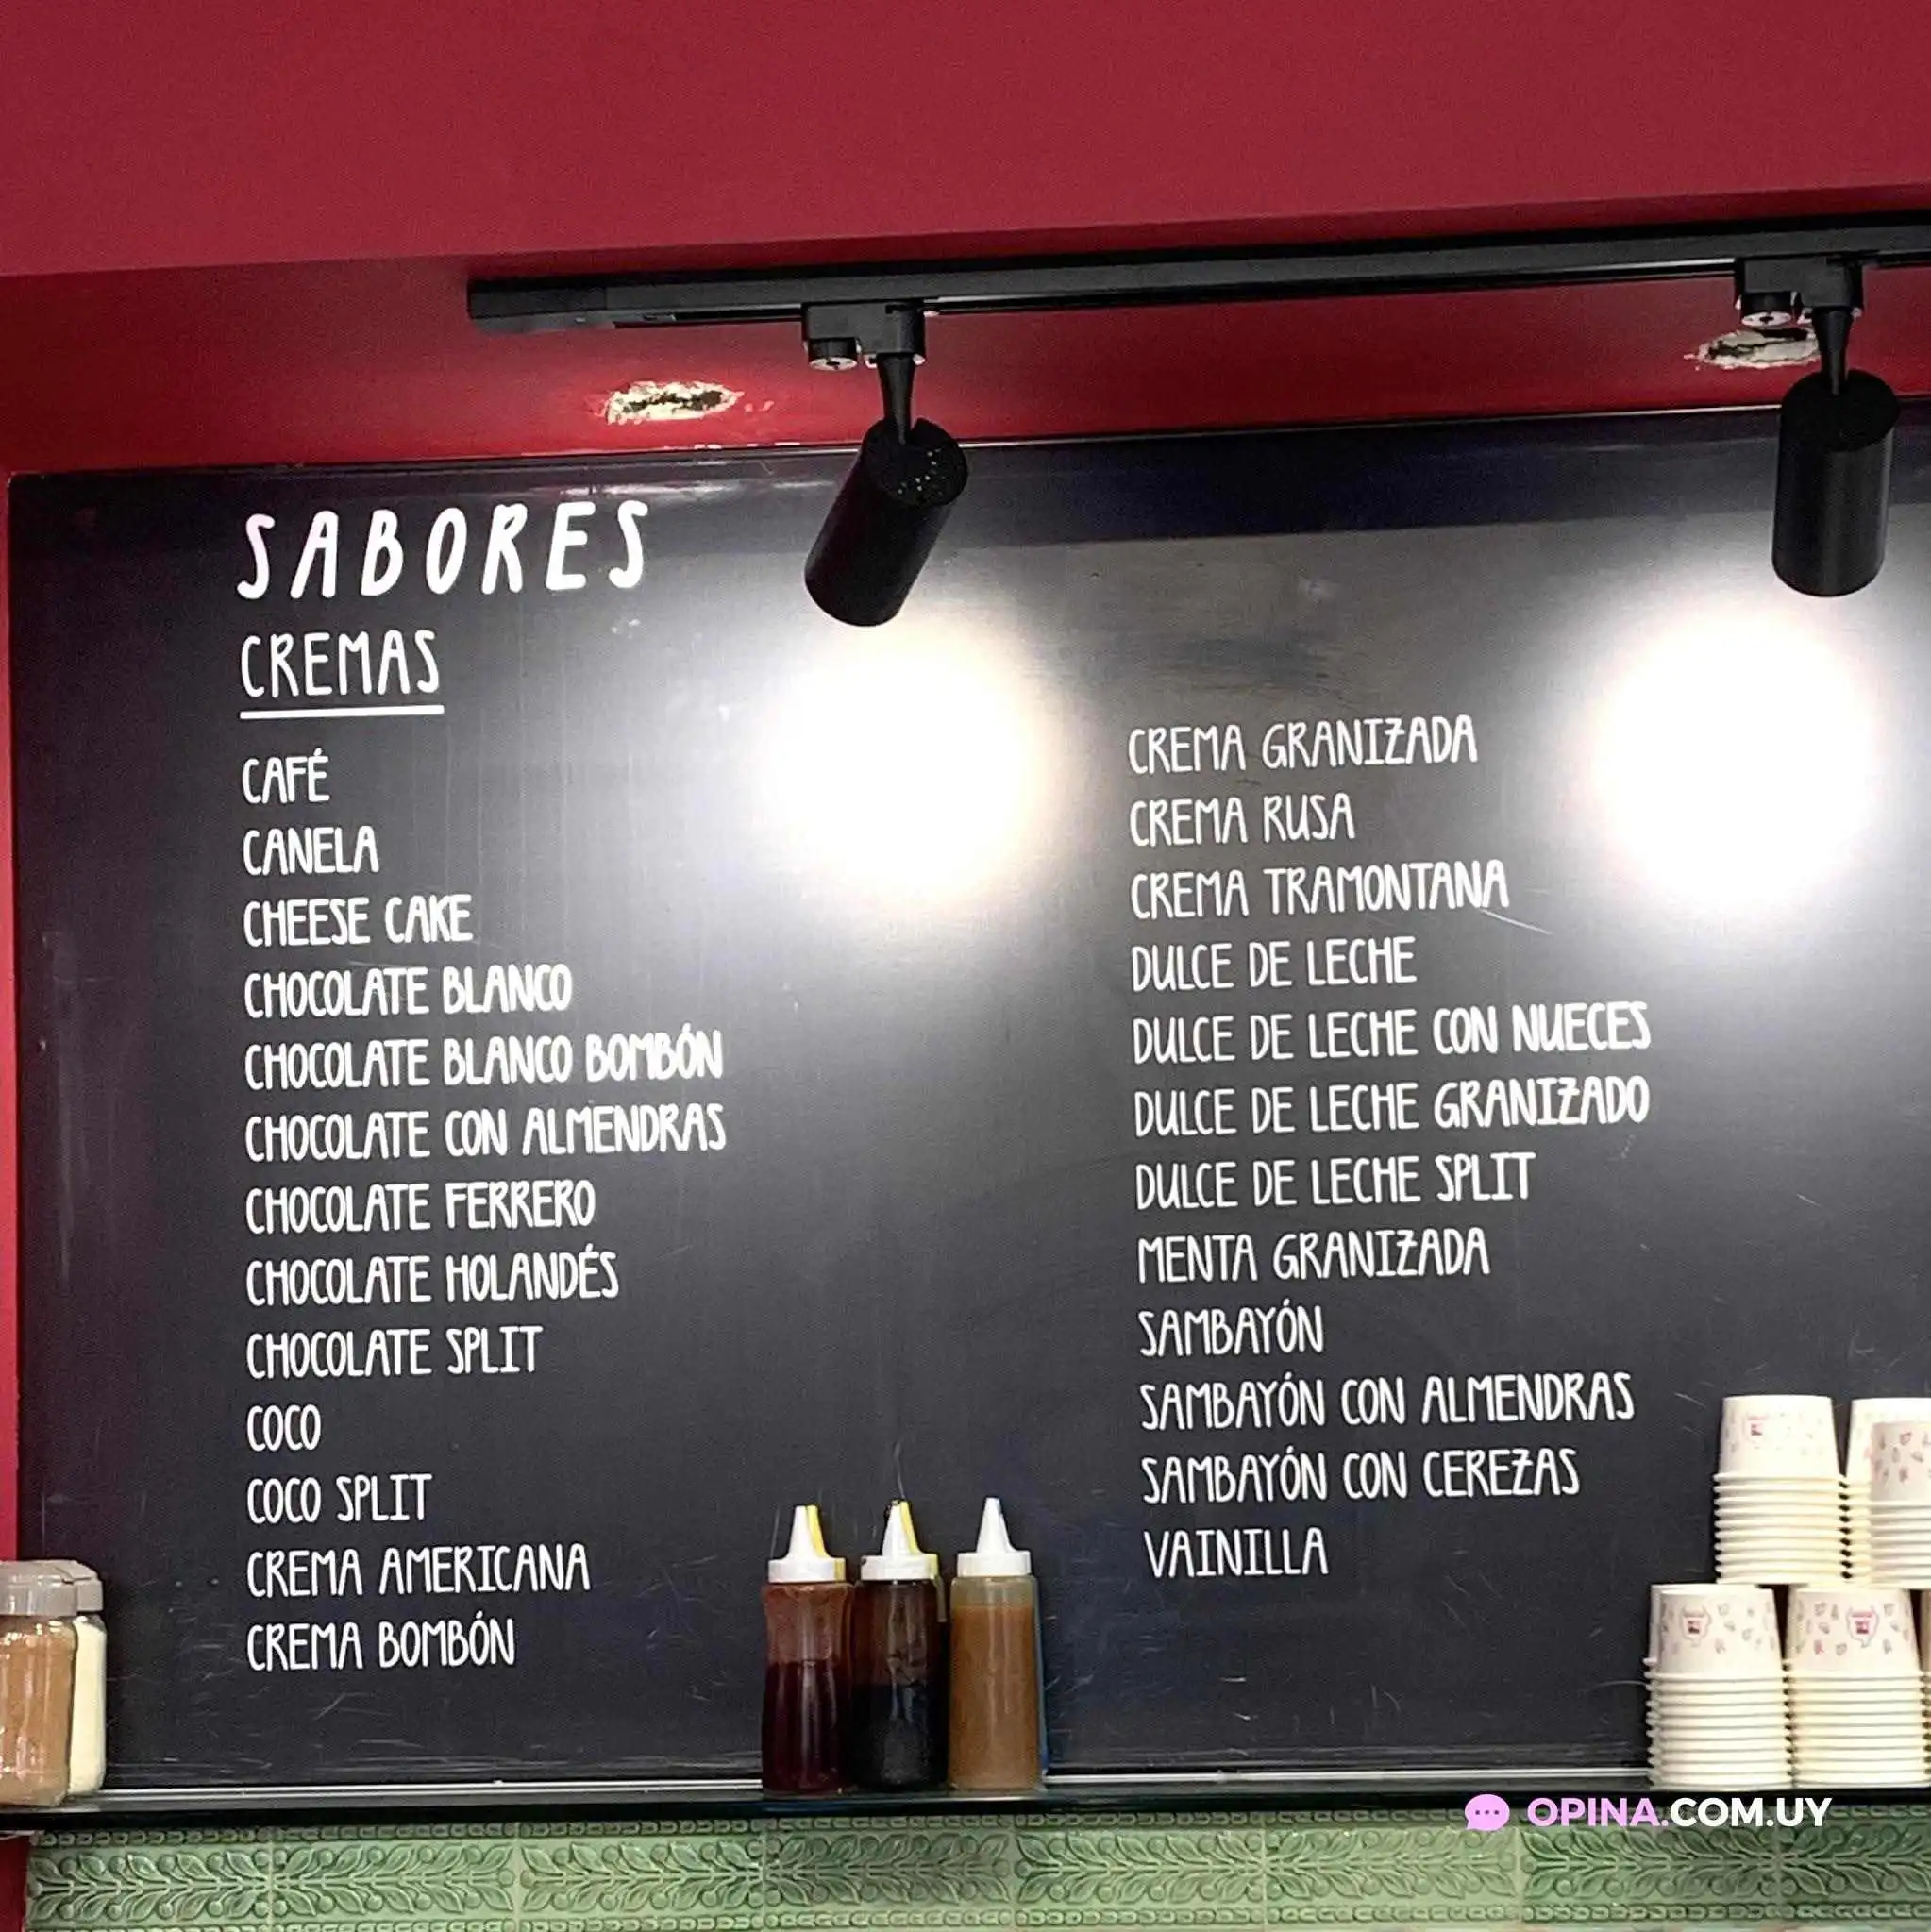 SABORES
CREMAS
CAFÉ
CANELA
CHEESE CAKE
CHOCOLATE BLANCO
CHOCOLATE BLANCO BOMBÓN
CHOCOLATE CON ALMENDRAS
CHOCOLATE FERRERO
CHOCOLATE HOLANDÉS
CHOCOLATE SPLIT
COCO
COCO SPLIT
CREMA AMERICANA
CREMA BOMBÓN
CREMA GRANIZADA
CREMA RUSA
CREMA TRAMONTANA
DULCE DE LECHE
DULCE DE LECHE CON NUECES
DULCE DE LECHE GRANIZADO
DULCE DE LECHE SPLIT
MENTA GRANIZADA
SAMBAYÓN
SAMBAYÓN CON ALMENDRAS
SAMBAYÓN CON CEREZAS
VAINILLA
OPINA.COM.UY